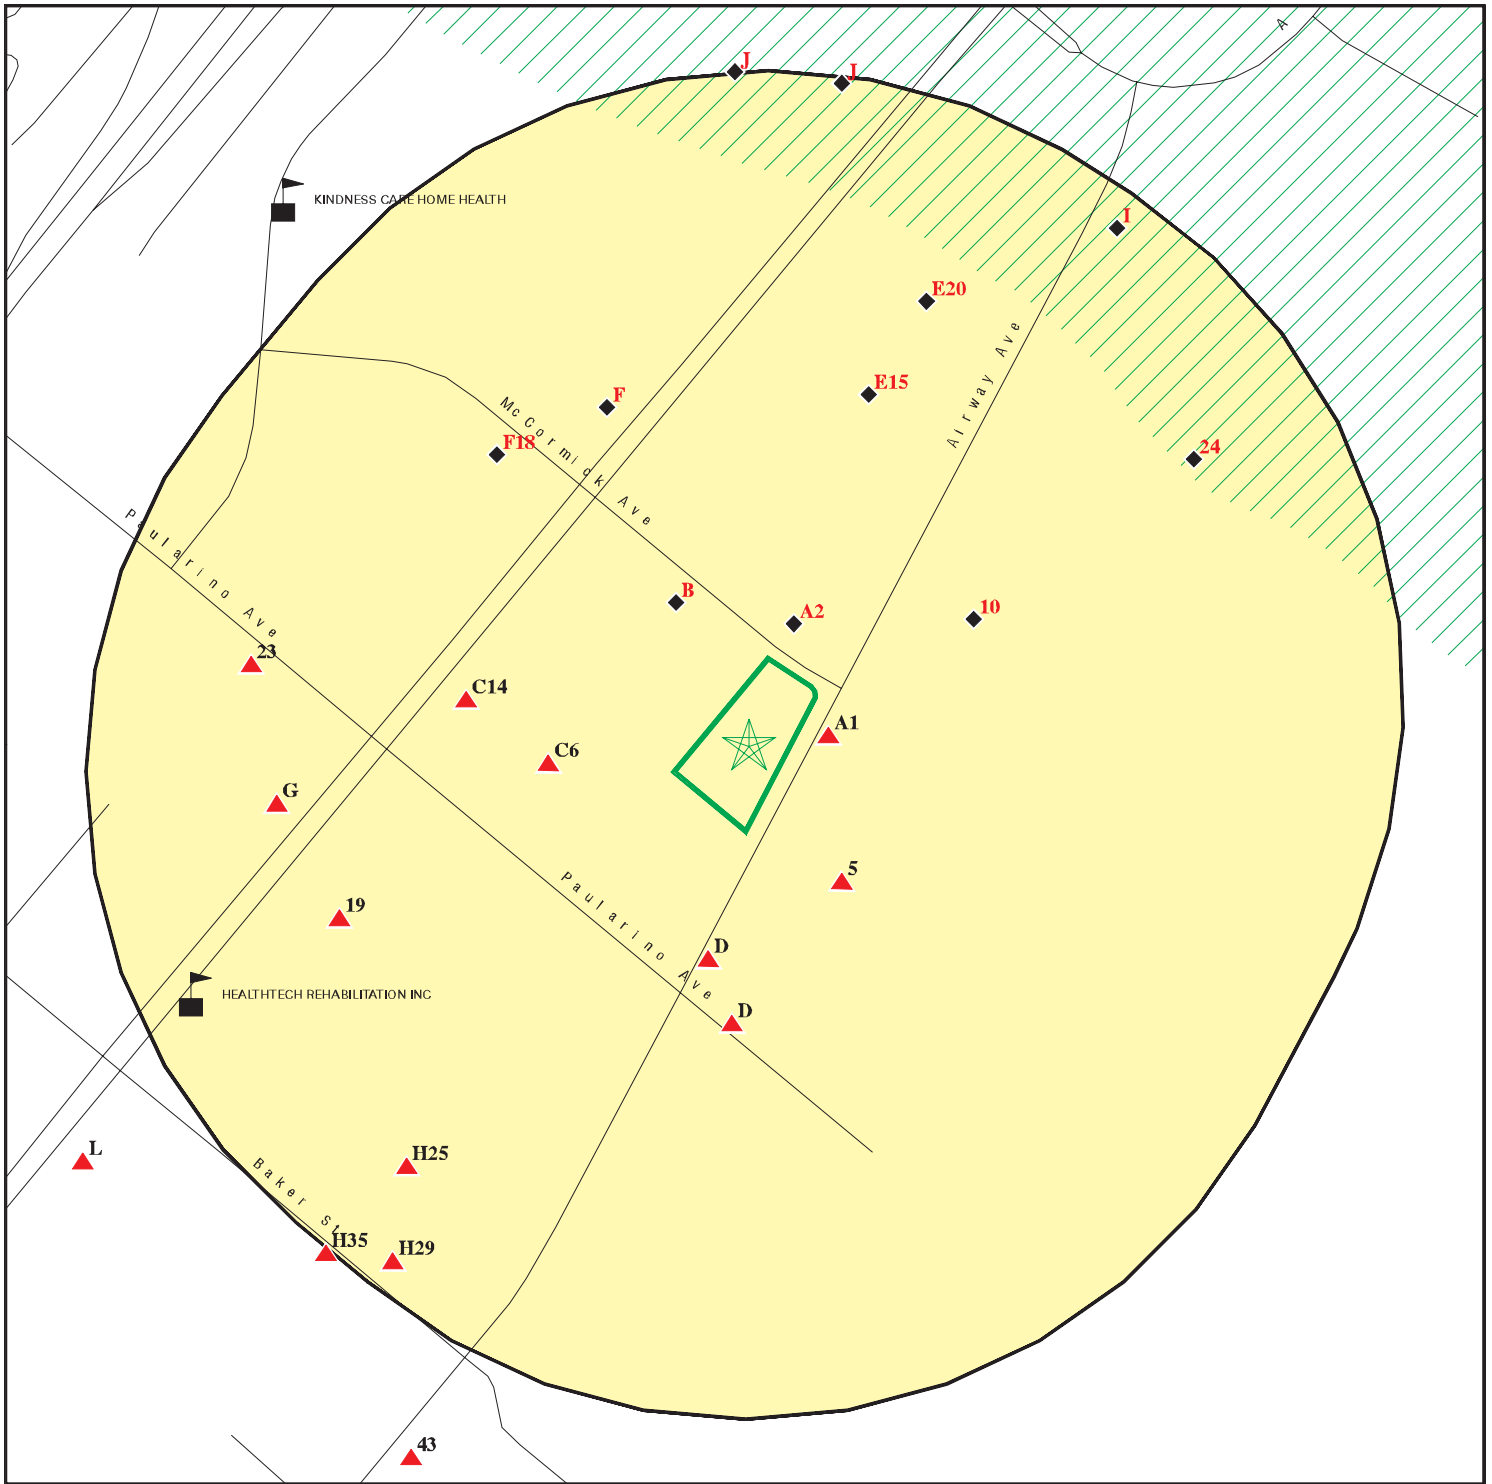 A
J
J
KINDNESS CARE HOME HEALTH
I
E20
Airway Ave
E15
F
McCormick Ave
F18
24
Paularino Ave
B
A2
10
23
C14
A1
C6
G
5
Paularino Ave
19
D
HEALTHTECH REHABILITATION INC
D
L
H25
Baker St
H35
H29
43